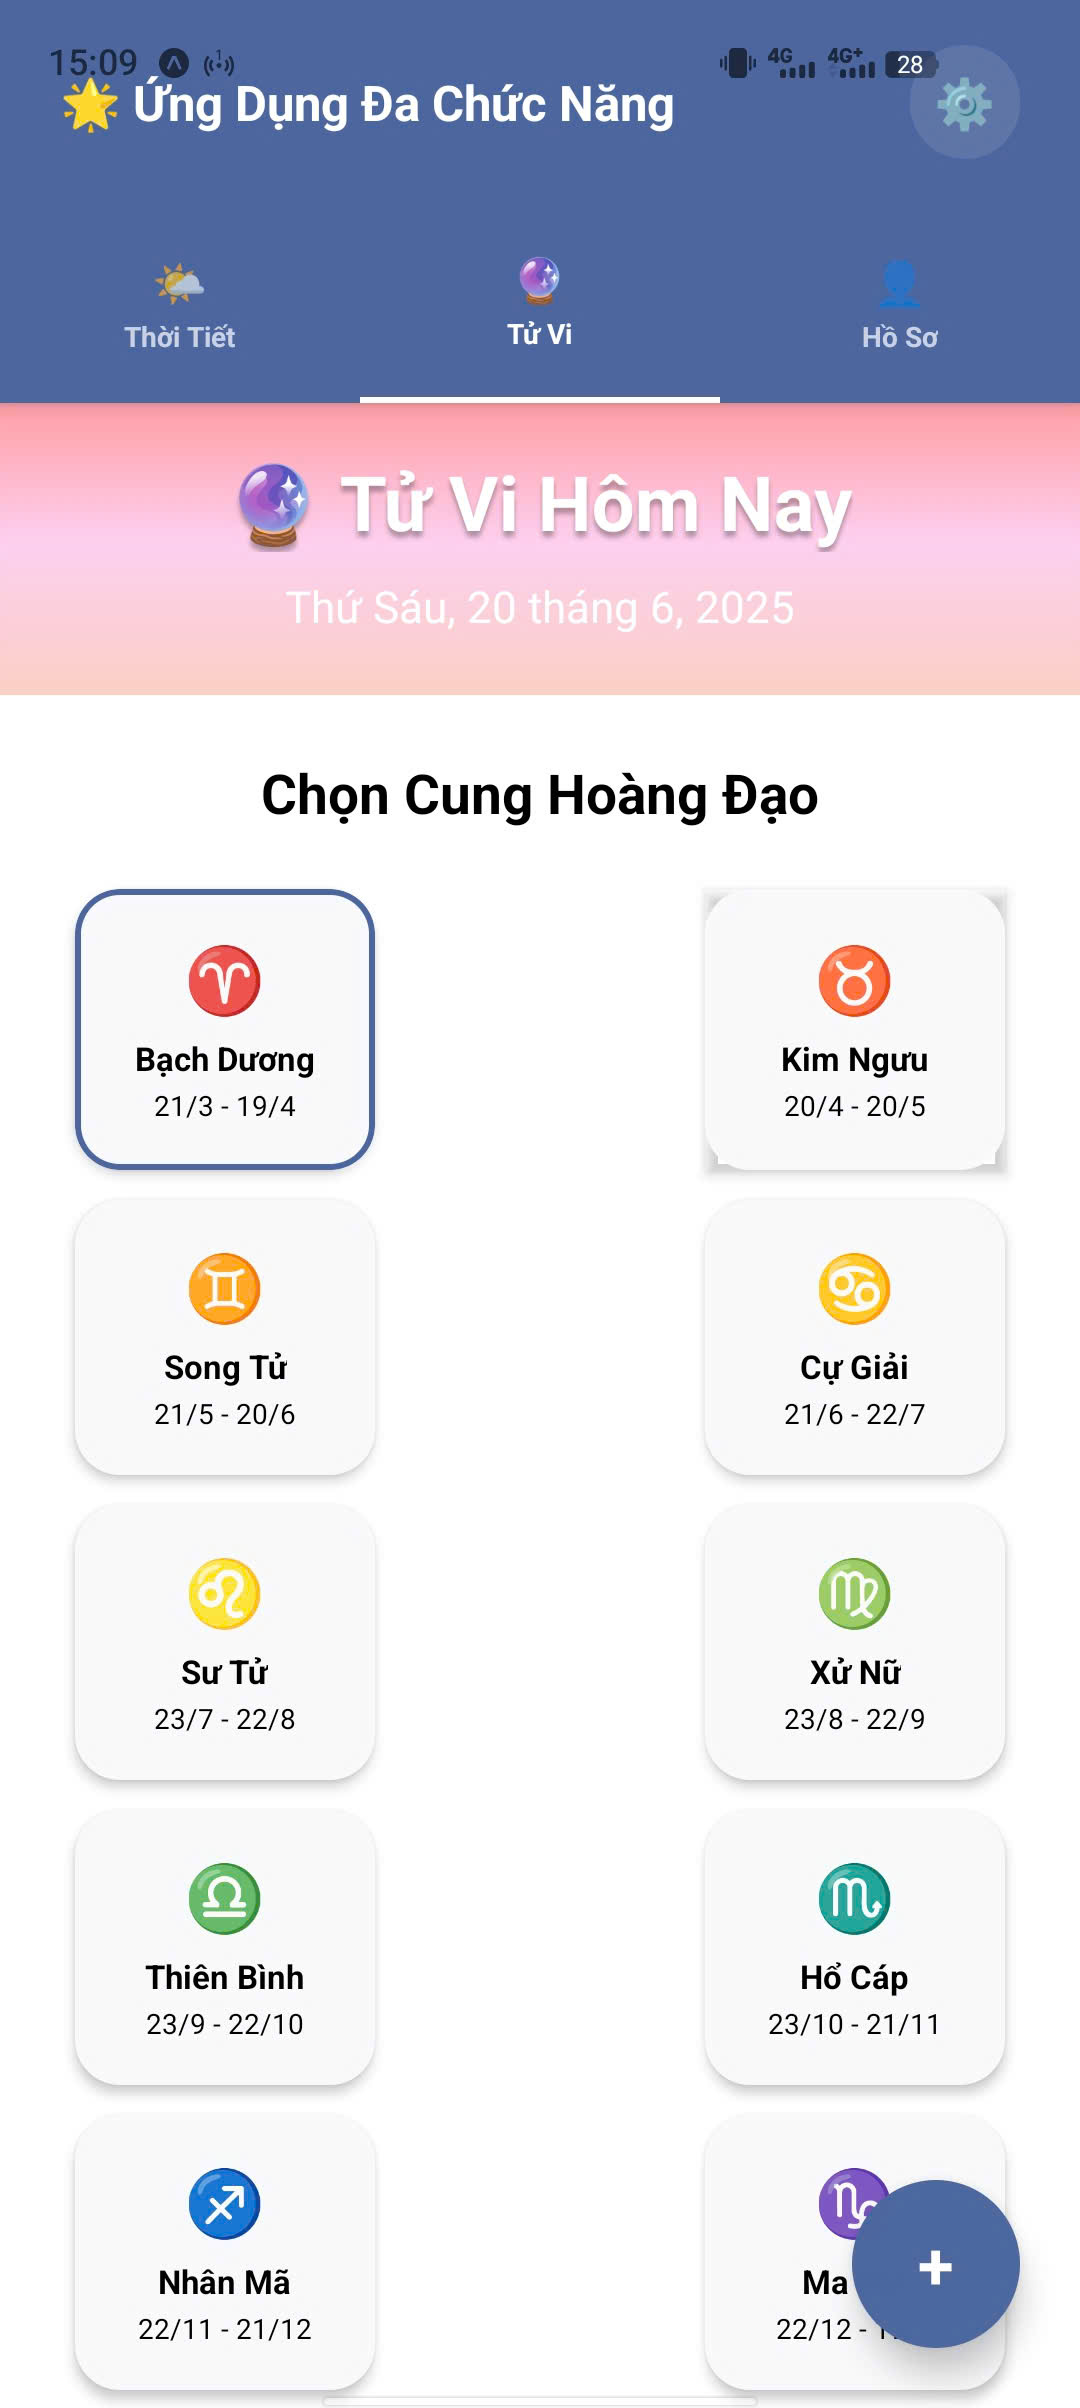 15:09
4G 4G+ 28
Ứng Dụng Đa Chức Năng
Thời Tiết Tử Vi Hồ Sơ
Tử Vi Hôm Nay
Thứ Sáu, 20 tháng 6, 2025
Chọn Cung Hoàng Đạo
Bạch Dương
21/3 - 19/4
Kim Ngưu
20/4 - 20/5
Song Tử
21/5 - 20/6
Cự Giải
21/6 - 22/7
Sư Tử
23/7 - 22/8
Xử Nữ
23/8 - 22/9
Thiên Bình
23/9 - 22/10
Hổ Cáp
23/10 - 21/11
Nhân Mã
22/11 - 21/12
Ma
22/12 -
+